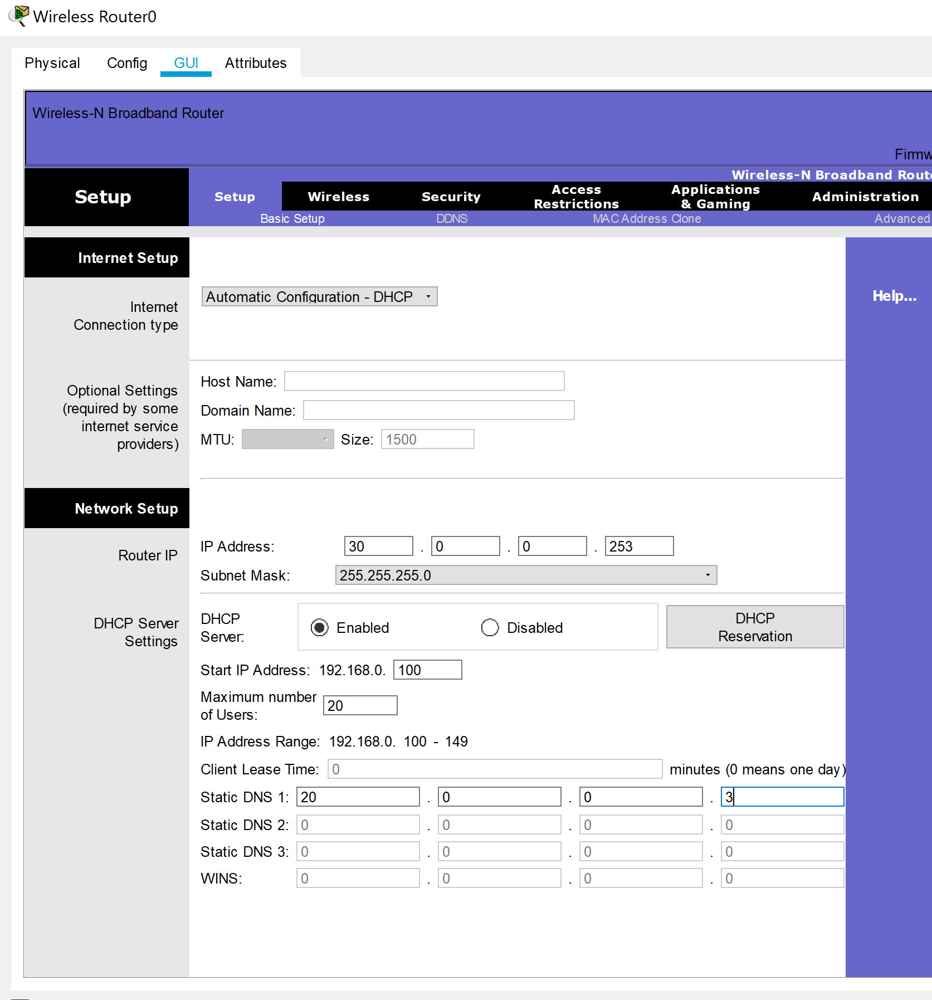 Wireless Router0
Physical Config GUI Attributes
Wireless-N Broadband Router
Firmw
Wireless-N Broadband Route
Setup
Setup Wireless Security Access Restrictions Applications & Gaming Administration
Basic Setup DDNS MAC Address Clone Advanced
Internet Setup
Internet
Connection type
Automatic Configuration - DHCP
Help...
Optional Settings
(required by some
internet service
providers)
Host Name:
Domain Name:
MTU: Size: 1500
Network Setup
Router IP
IP Address: 30 . 0 . 0 . 253
Subnet Mask: 255.255.255.0
DHCP Server
Settings
DHCP
Server:
Enabled Disabled
DHCP
Reservation
Start IP Address: 192.168.0. 100
Maximum number
of Users: 20
IP Address Range: 192.168.0. 100 - 149
Client Lease Time: 0 minutes (0 means one day)
Static DNS 1: 20 . 0 . 0 . 3
Static DNS 2: 0 . 0 . 0 . 0
Static DNS 3: 0 . 0 . 0 . 0
WINS: 0 . 0 . 0 . 0